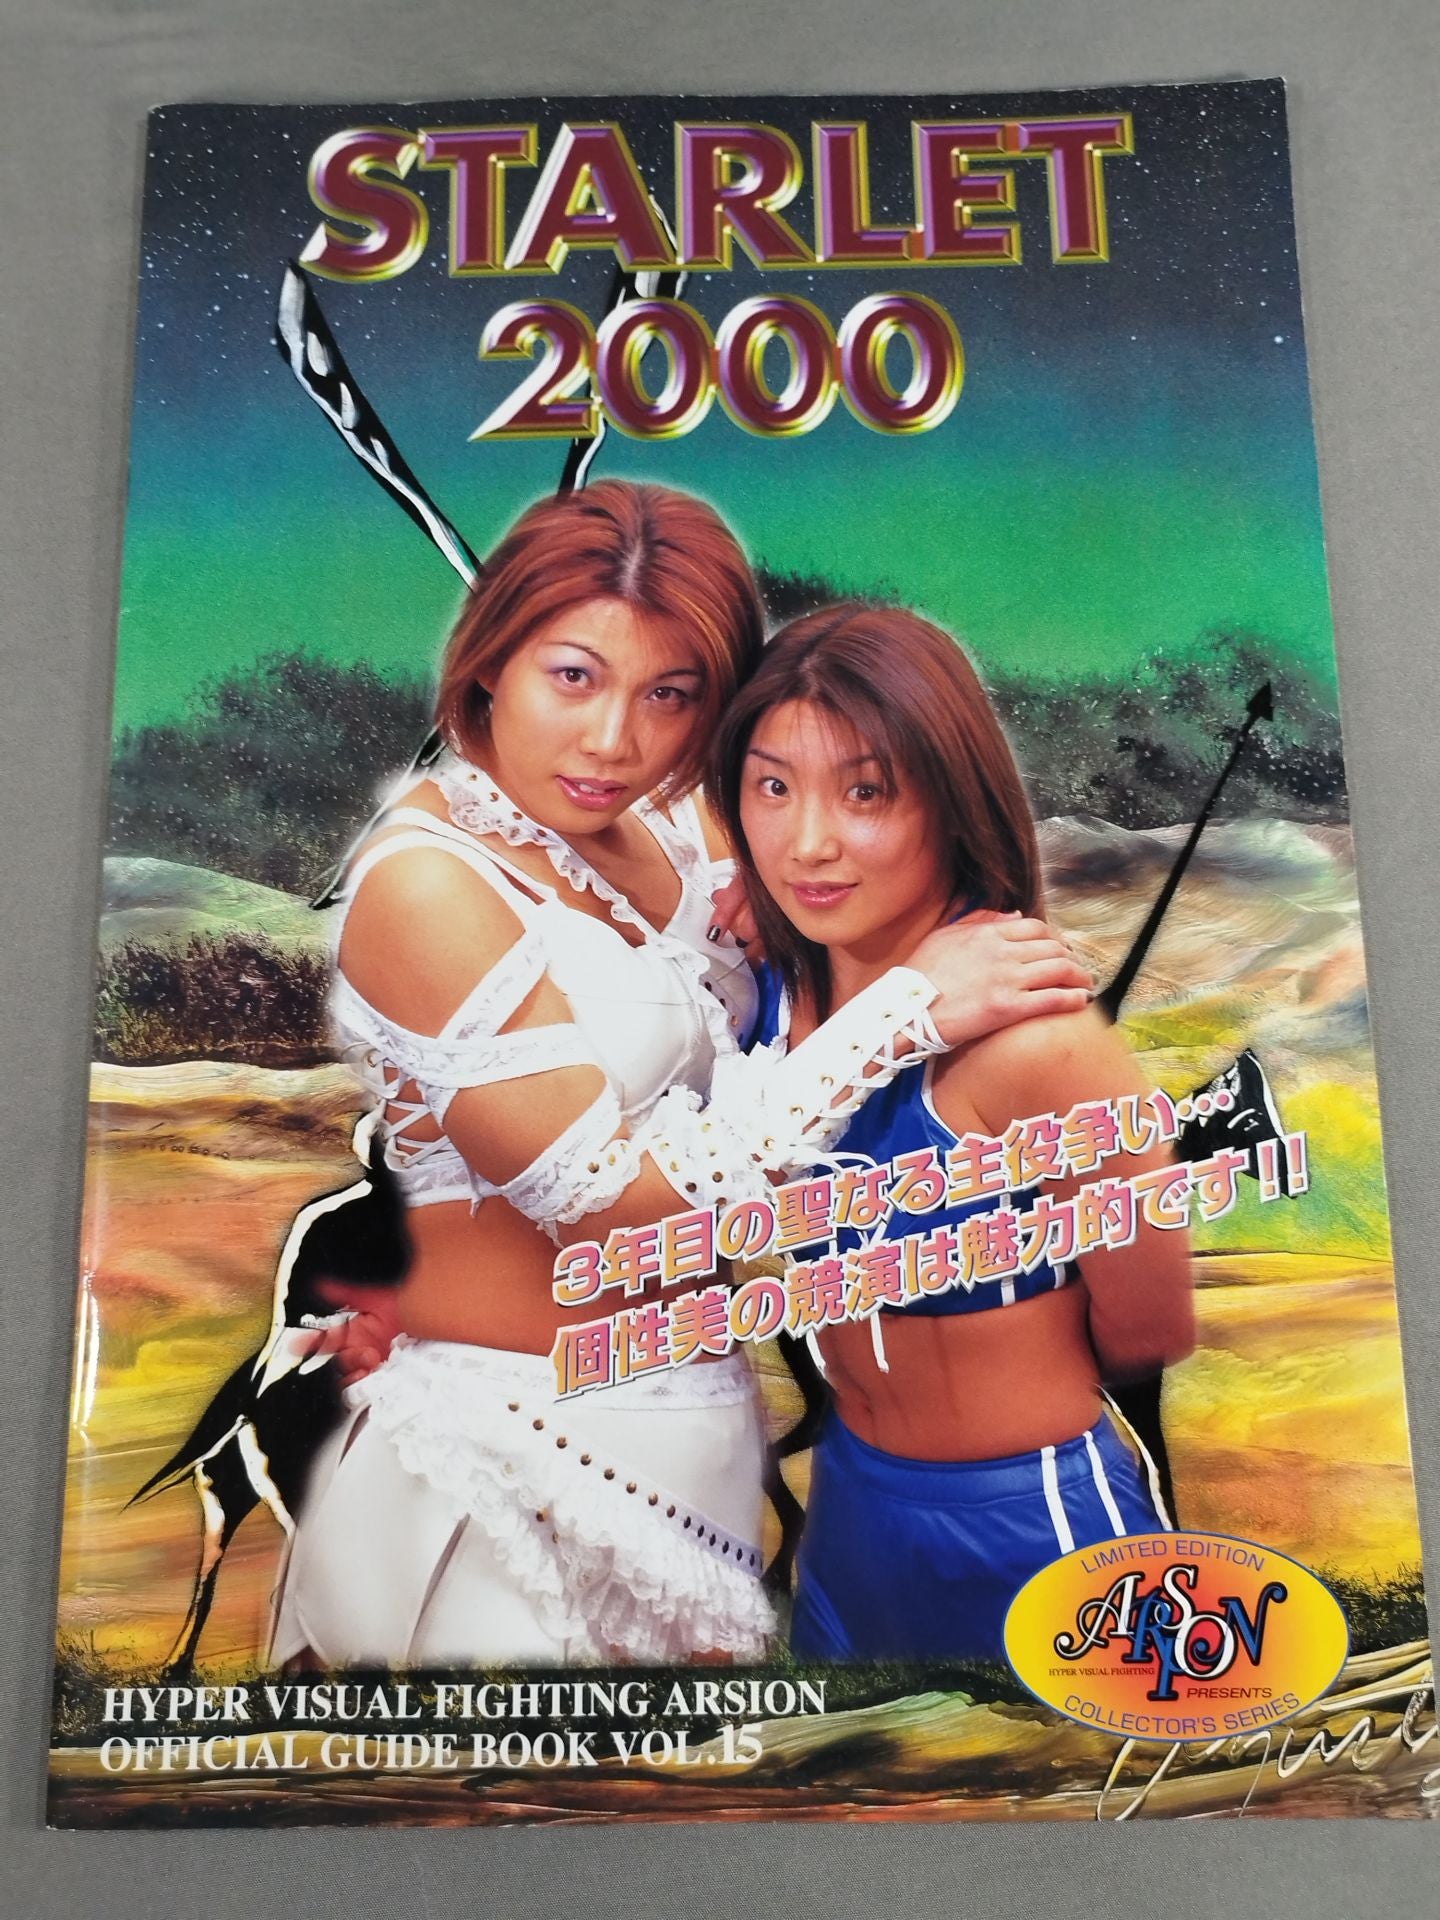 STARLET
2000
3年目の聖なる主役争い…
個性美の競演は魅力的です!!
LIMITED EDITION
ARSION
HYPER VISUAL FIGHTING
PRESENTS
COLLECTOR'S SERIES
HYPER VISUAL FIGHTING ARSION
OFFICIAL GUIDE BOOK VOL.15